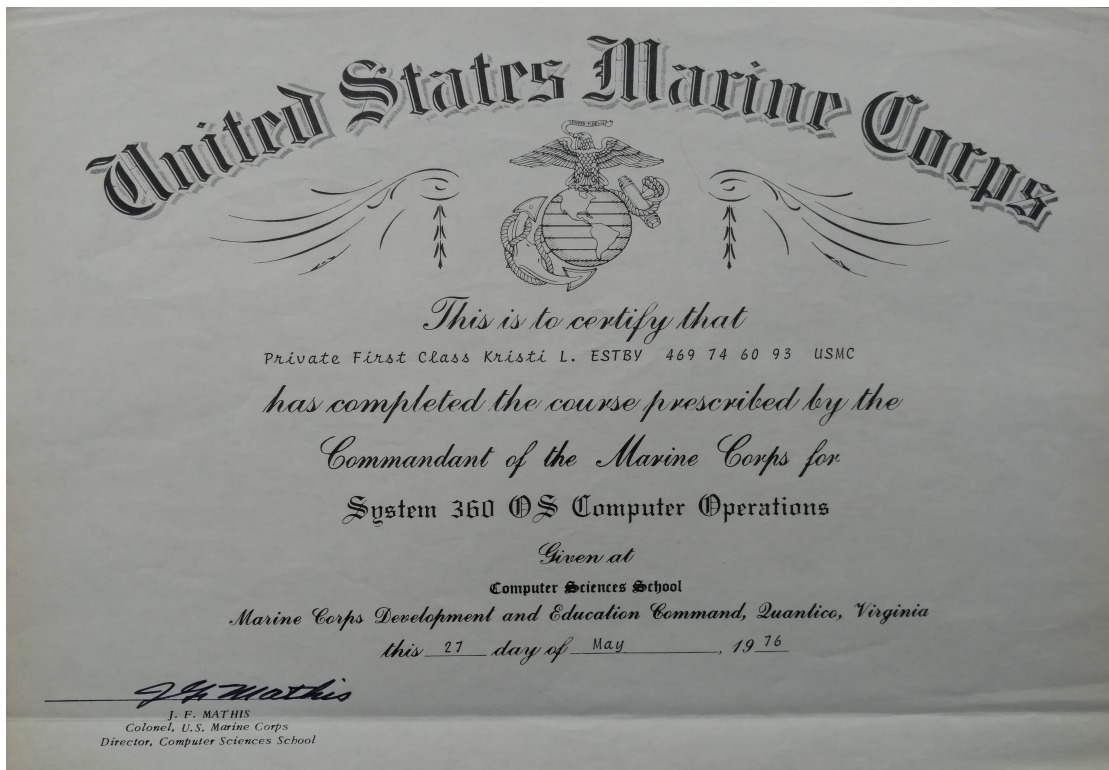 United States Marine Corps
This is to certify that
Private First Class Kristi L. ESTBY 469 74 60 93 USMC
has completed the course prescribed by the
Commandant of the Marine Corps for
System 360 OS Computer Operations
Given at
Computer Sciences School
Marine Corps Development and Education Command, Quantico, Virginia
this 27 day of May, 19 76
J F Mathis
J. F. MATHIS
Colonel, U.S. Marine Corps
Director, Computer Sciences School